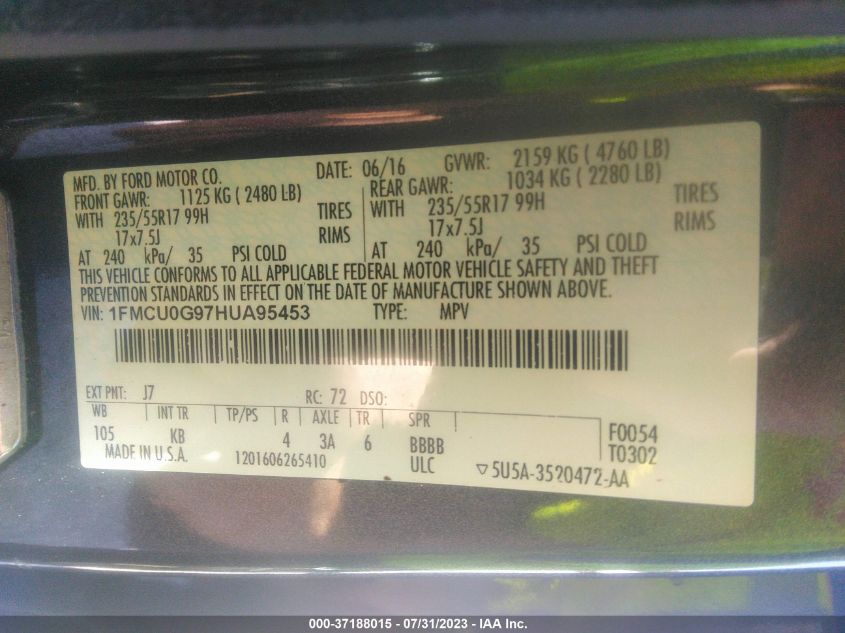 MFD. BY FORD MOTOR CO.
DATE: 06/16 GVWR: 2159 KG ( 4760 LB)
FRONT GAWR: 1125 KG ( 2480 LB) REAR GAWR: 1034 KG ( 2280 LB)
WITH 235/55R17 99H TIRES WITH 235/55R17 99H TIRES
17x7.5J RIMS 17x7.5J RIMS
AT 240 kPa/ 35 PSI COLD AT 240 kPa/ 35 PSI COLD
THIS VEHICLE CONFORMS TO ALL APPLICABLE FEDERAL MOTOR VEHICLE SAFETY AND THEFT
PREVENTION STANDARDS IN EFFECT ON THE DATE OF MANUFACTURE SHOWN ABOVE.
VIN: 1FMCU0G97HUA95453 TYPE: MPV
EXT PNT: J7 RC: 72 DSO:
WB INT TR TP/PS R AXLE TR SPR
105 KB 4 3A 6 BBBB F0054
MADE IN U.S.A. 1201606265410 ULC T0302
▽5U5A-3520472-AA
000-37188015 - 07/31/2023 - IAA Inc.